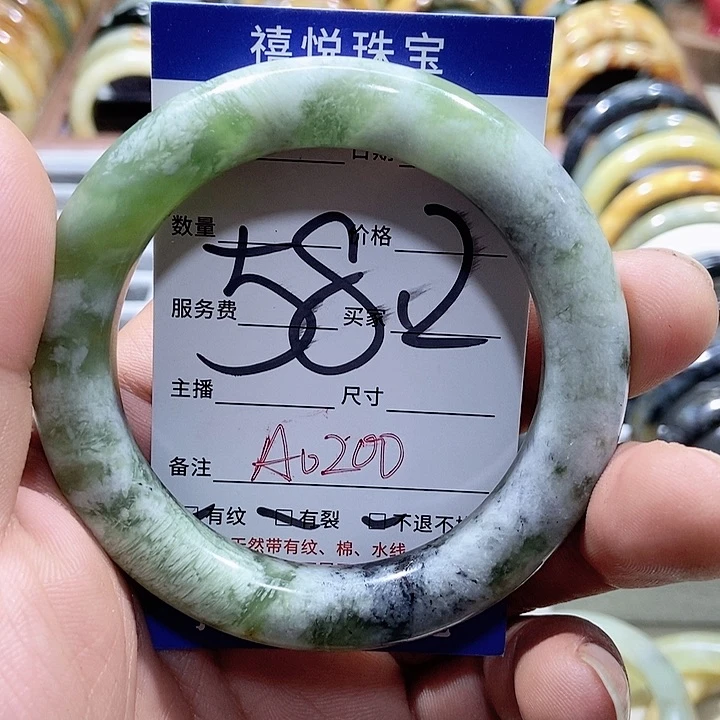 禧悦珠宝
日期
数量 价格
582
服务费 买家
主播 尺寸
备注 A0200
有纹 有裂 不退不
天然带有纹、棉、水线